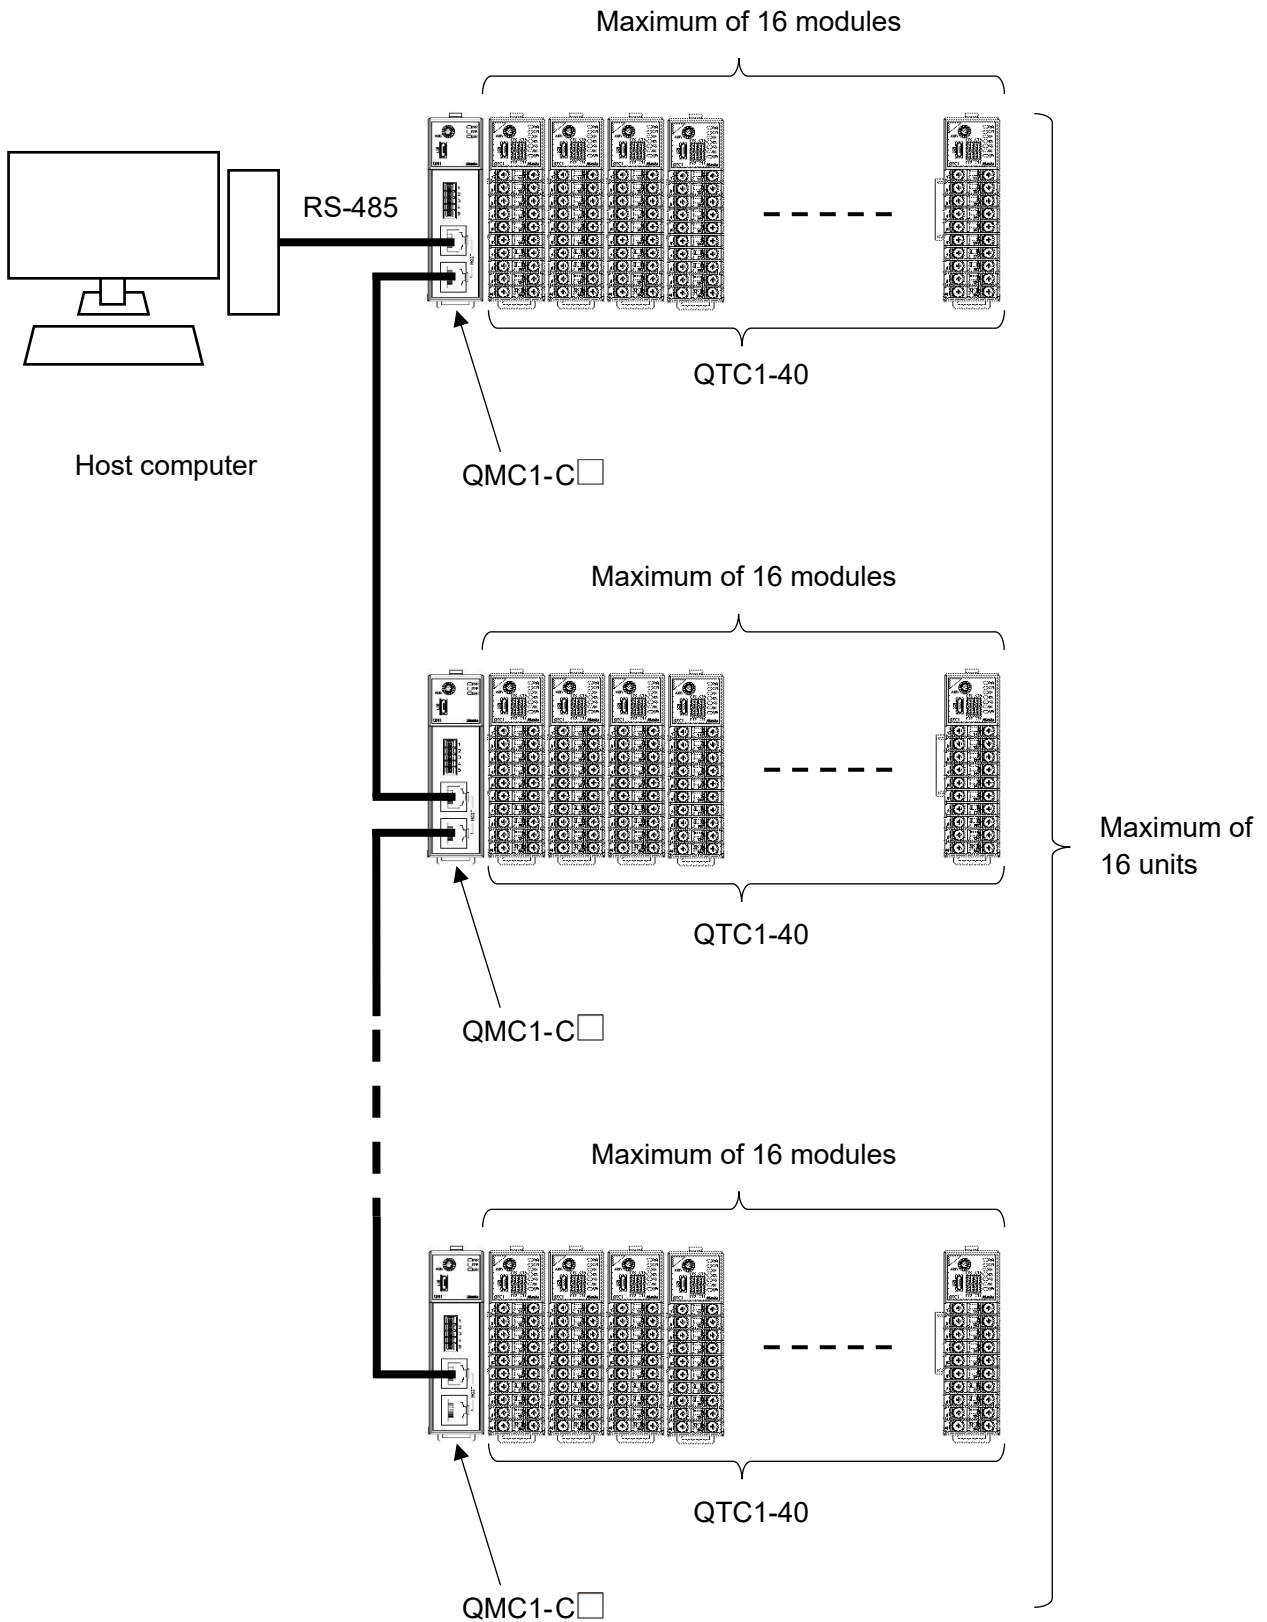 Maximum of 16 modules
RS-485
QTC1-40
Host computer
QMC1-C□
Maximum of 16 modules
Maximum of
16 units
QTC1-40
QMC1-C□
Maximum of 16 modules
QTC1-40
QMC1-C□